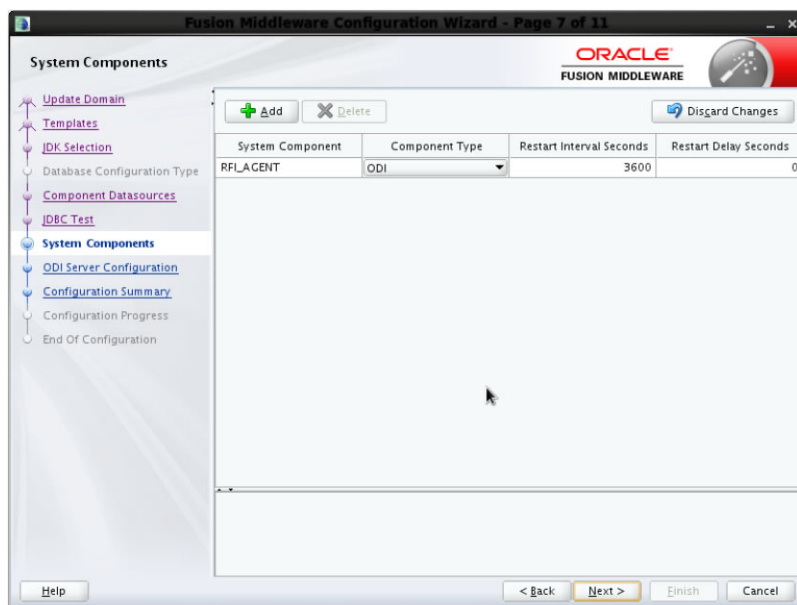 Fusion Middleware Configuration Wizard - Page 7 of 11
System Components
ORACLE
FUSION MIDDLEWARE
Update Domain
Templates
JDK Selection
Database Configuration Type
Component Datasources
JDBC Test
System Components
ODI Server Configuration
Configuration Summary
Configuration Progress
End Of Configuration
Add Delete Discard Changes
System Component Component Type Restart Interval Seconds Restart Delay Seconds
RFI_AGENT ODI 3600 0
Help < Back Next > Finish Cancel